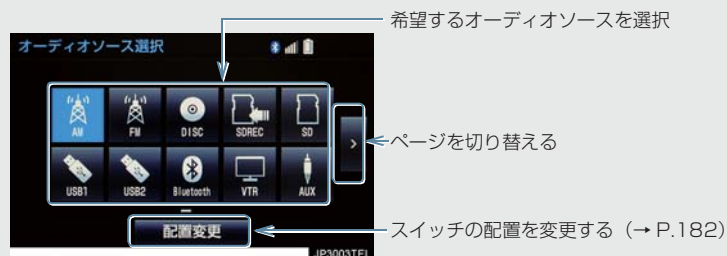 希望するオーディオソースを選択
オーディオソース選択
AM
FM
DISC
SDREC
SD
ページを切り替える
USB1
USB2
Bluetooth
VTR
AUX
配置変更
スイッチの配置を変更する（→ P.182）
JP3003TEI